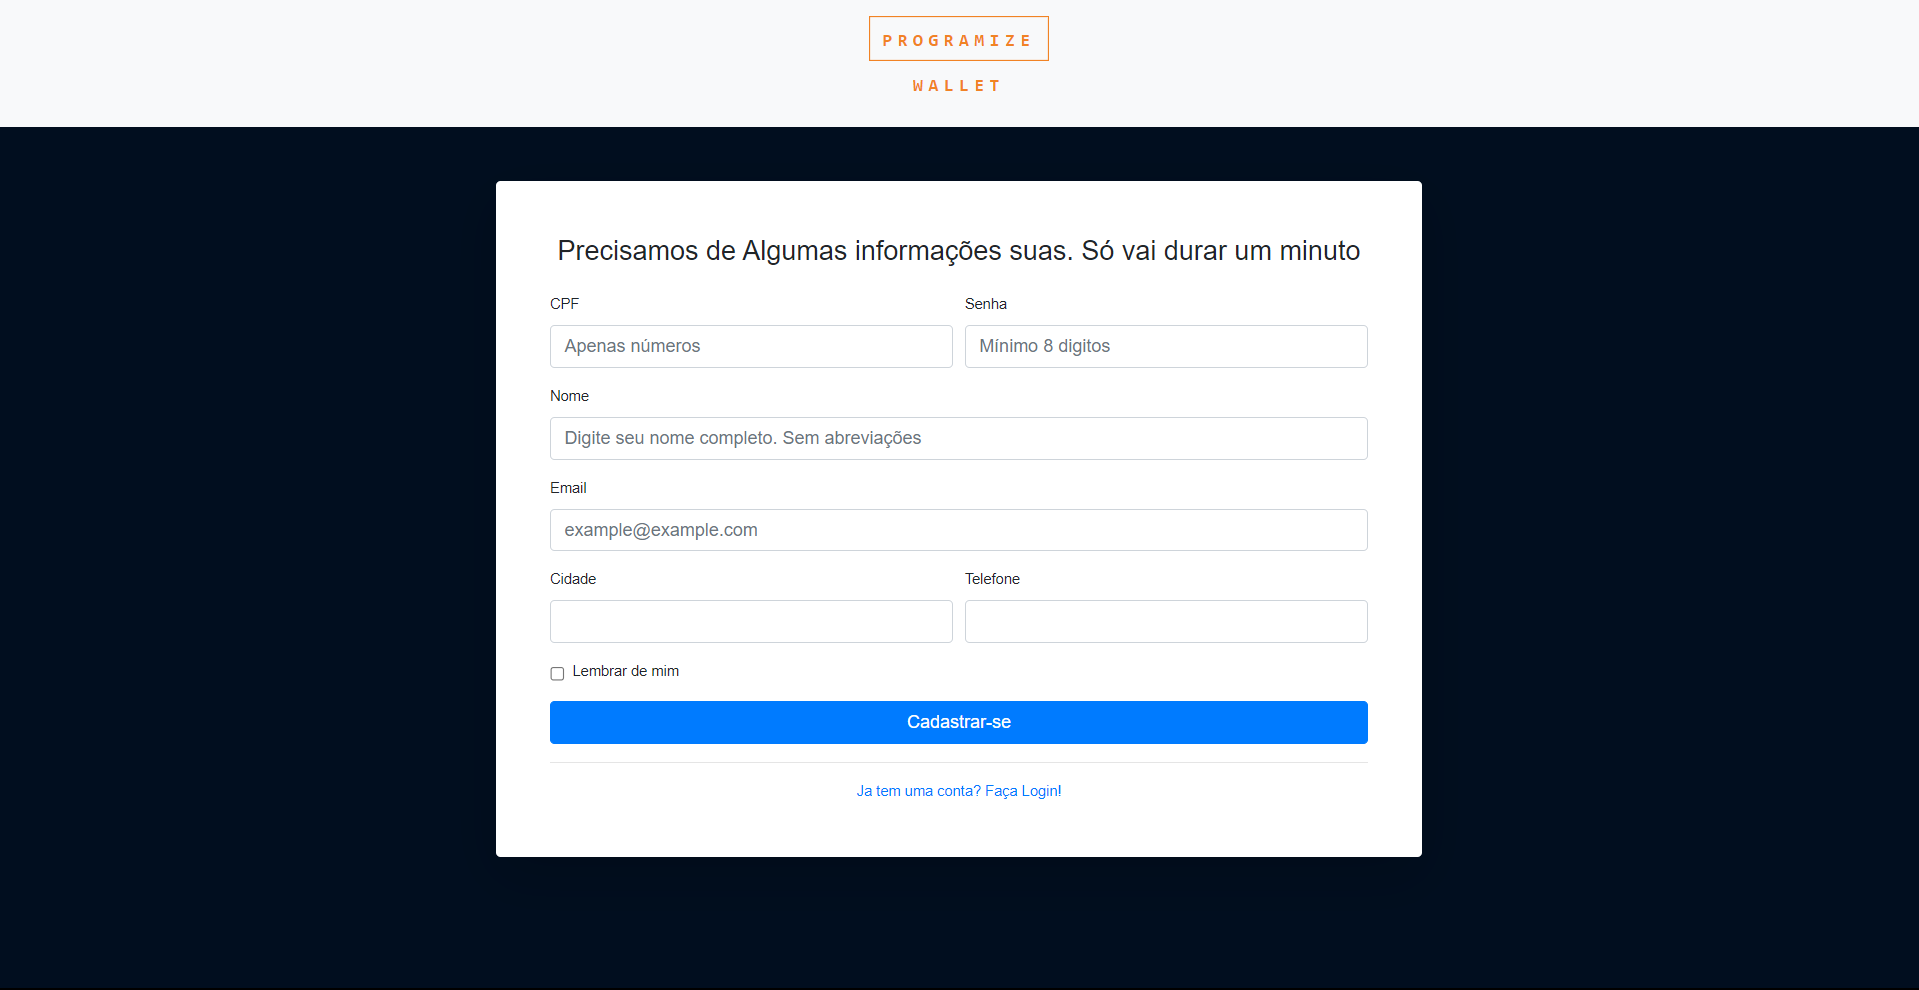 PROGRAMIZE
WALLET
Precisamos de Algumas informações suas. Só vai durar um minuto
CPF
Senha
Apenas números
Mínimo 8 digitos
Nome
Digite seu nome completo. Sem abreviações
Email
example@example.com
Cidade
Telefone
Lembrar de mim
Cadastrar-se
Ja tem uma conta? Faça Login!